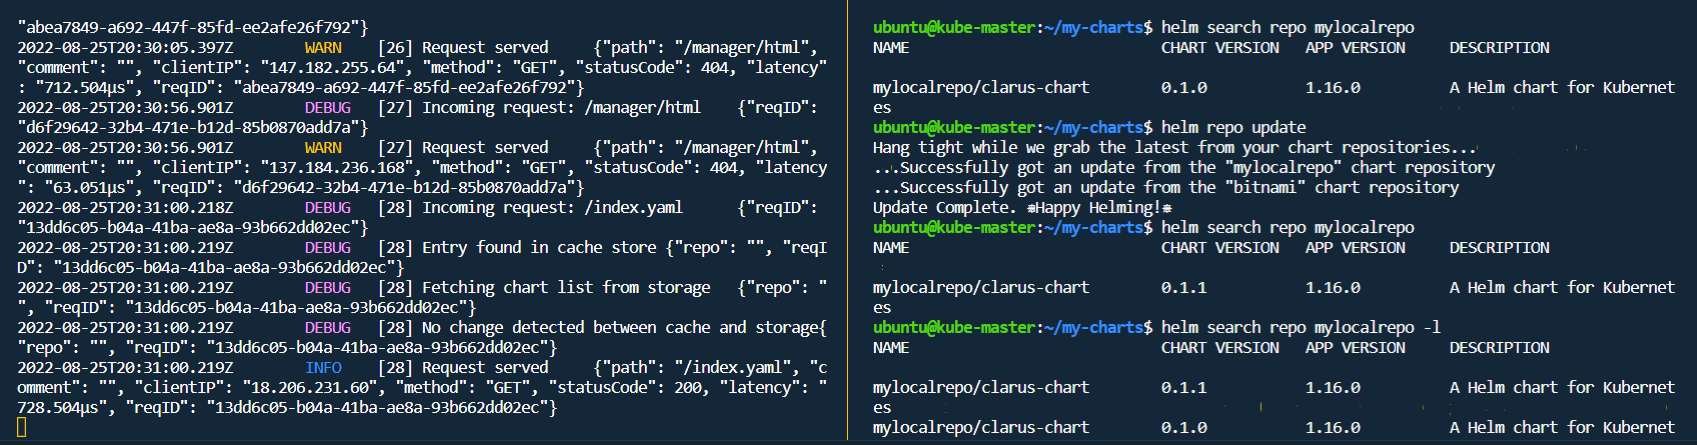 "abea7849-a692-447f-85fd-ee2afe26f792"}
2022-08-25T20:30:05.397Z WARN [26] Request served {"path": "/manager/html",
"comment": "", "clientIP": "147.182.255.64", "method": "GET", "statusCode": 404, "latency"
: "712.504µs", "reqID": "abea7849-a692-447f-85fd-ee2afe26f792"}
2022-08-25T20:30:56.901Z DEBUG [27] Incoming request: /manager/html {"reqID":
"d6f29642-32b4-471e-b12d-85b0870add7a"}
2022-08-25T20:30:56.901Z WARN [27] Request served {"path": "/manager/html",
"comment": "", "clientIP": "137.184.236.168", "method": "GET", "statusCode": 404, "latency
": "63.051µs", "reqID": "d6f29642-32b4-471e-b12d-85b0870add7a"}
2022-08-25T20:31:00.218Z DEBUG [28] Incoming request: /index.yaml {"reqID":
"13dd6c05-b04a-41ba-ae8a-93b662dd02ec"}
2022-08-25T20:31:00.219Z DEBUG [28] Entry found in cache store {"repo": "", "reqI
D": "13dd6c05-b04a-41ba-ae8a-93b662dd02ec"}
2022-08-25T20:31:00.219Z DEBUG [28] Fetching chart list from storage {"repo": "
", "reqID": "13dd6c05-b04a-41ba-ae8a-93b662dd02ec"}
2022-08-25T20:31:00.219Z DEBUG [28] No change detected between cache and storage{
"repo": "", "reqID": "13dd6c05-b04a-41ba-ae8a-93b662dd02ec"}
2022-08-25T20:31:00.219Z INFO [28] Request served {"path": "/index.yaml", "c
omment": "", "clientIP": "18.206.231.60", "method": "GET", "statusCode": 200, "latency": "
728.504µs", "reqID": "13dd6c05-b04a-41ba-ae8a-93b662dd02ec"}
ubuntu@kube-master:~/my-charts$ helm search repo mylocalrepo
NAME CHART VERSION APP VERSION DESCRIPTION
mylocalrepo/clarus-chart 0.1.0 1.16.0 A Helm chart for Kubernet
es
ubuntu@kube-master:~/my-charts$ helm repo update
Hang tight while we grab the latest from your chart repositories...
...Successfully got an update from the "mylocalrepo" chart repository
...Successfully got an update from the "bitnami" chart repository
Update Complete. ⎈Happy Helming!⎈
ubuntu@kube-master:~/my-charts$ helm search repo mylocalrepo
NAME CHART VERSION APP VERSION DESCRIPTION
mylocalrepo/clarus-chart 0.1.1 1.16.0 A Helm chart for Kubernet
es
ubuntu@kube-master:~/my-charts$ helm search repo mylocalrepo -l
NAME CHART VERSION APP VERSION DESCRIPTION
mylocalrepo/clarus-chart 0.1.1 1.16.0 A Helm chart for Kubernet
es
mylocalrepo/clarus-chart 0.1.0 1.16.0 A Helm chart for Kubernet